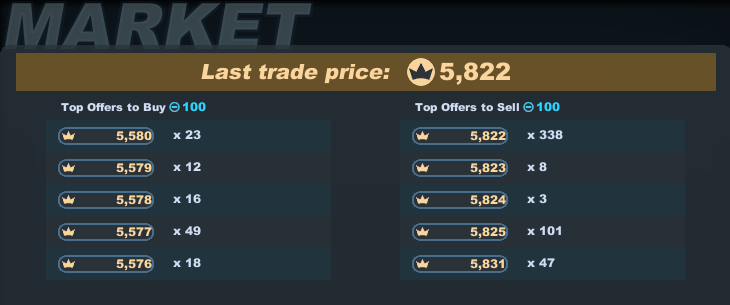 MARKET
Last trade price: 5,822
Top Offers to Buy 100
5,580 x 23
5,579 x 12
5,578 x 16
5,577 x 49
5,576 x 18
Top Offers to Sell 100
5,822 x 338
5,823 x 8
5,824 x 3
5,825 x 101
5,831 x 47